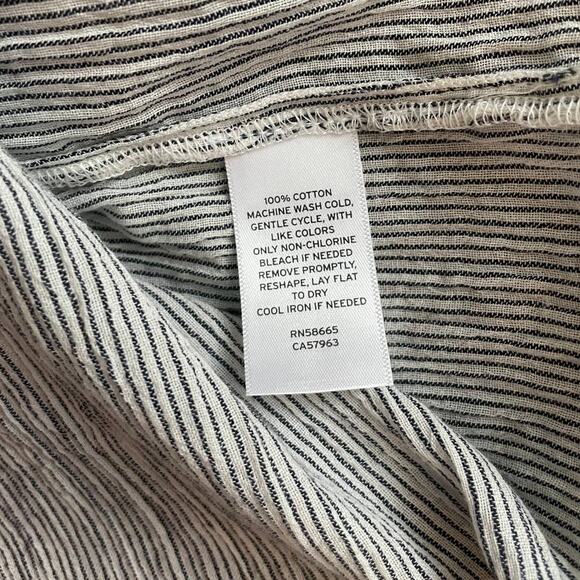 100% COTTON
MACHINE WASH COLD,
GENTLE CYCLE, WITH
LIKE COLORS
ONLY NON-CHLORINE
BLEACH IF NEEDED
REMOVE PROMPTLY,
RESHAPE, LAY FLAT
TO DRY
COOL IRON IF NEEDED
RN58665
CA57963